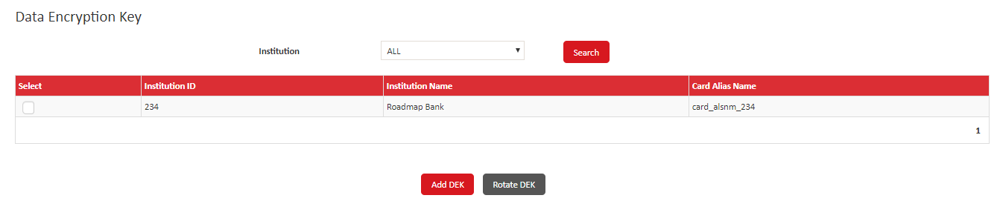 Data Encryption Key
Institution ALL Search
Select Institution ID Institution Name Card Alias Name
234 Roadmap Bank card_alsnm_234
1
Add DEK Rotate DEK